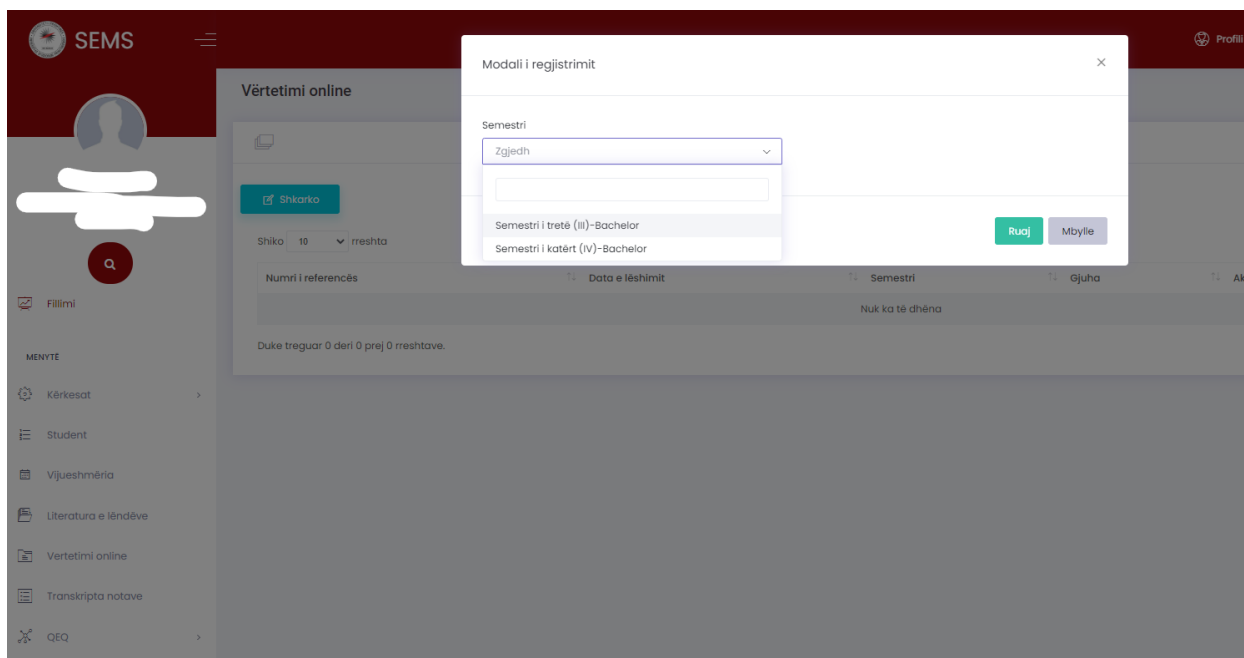 SEMS
Profili
Modali i regjistrimit
Vërtetimi online
Semestri
Zgjedh
Shkarko
Semestri i tretë (III)-Bachelor
Semestri i katërt (IV)-Bachelor
Ruaj
Mbylle
Shiko 10 rreshta
Numri i referencës Data e lëshimit Semestri Gjuha Ak
Nuk ka të dhëna
Duke treguar 0 deri 0 prej 0 rreshtave.
Fillimi
MENYTË
Kërkesat
Student
Vijueshmëria
Literatura e lëndëve
Vertetimi online
Transkripta notave
QEQ